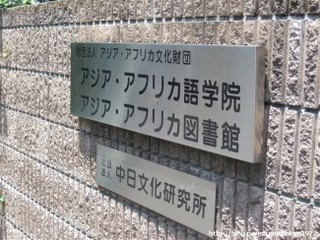 財団法人 アジア・アフリカ文化財団
アジア・アフリカ語学院
アジア・アフリカ図書館
公益
法人 中日文化研究所